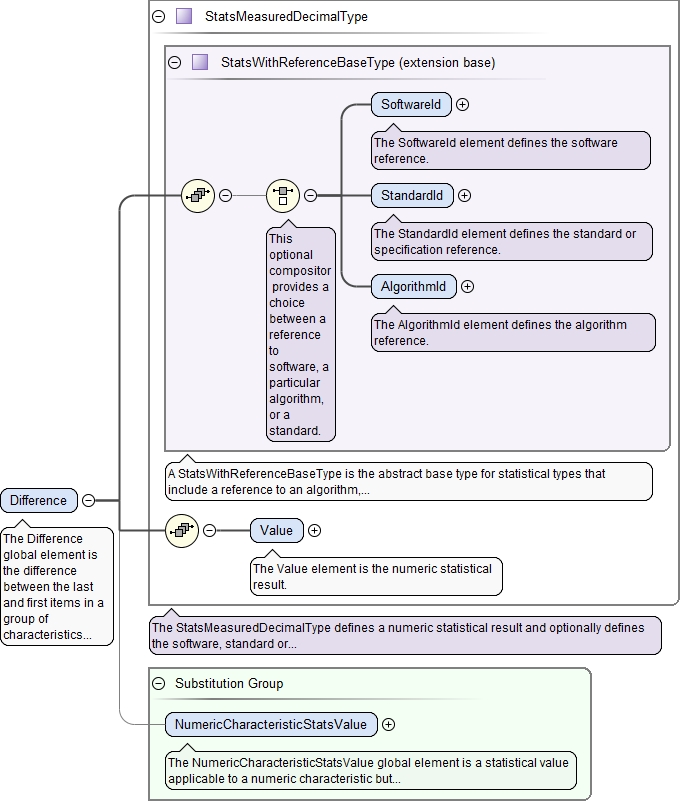 StatsMeasuredDecimalType
StatsWithReferenceBaseType (extension base)
SoftwareId
The SoftwareId element defines the software
reference.
StandardId
The StandardId element defines the standard or
specification reference.
AlgorithmId
The AlgorithmId element defines the algorithm
reference.
This
optional
compositor
provides a
choice
between a
reference
to
software, a
particular
algorithm,
or a
standard.
A StatsWithReferenceBaseType is the abstract base type for statistical types that
include a reference to an algorithm,...
Difference
The Difference
global element is
the difference
between the last
and first items in a
group of
characteristics...
Value
The Value element is the numeric statistical
result.
The StatsMeasuredDecimalType defines a numeric statistical result and optionally defines
the software, standard or...
Substitution Group
NumericCharacteristicStatsValue
The NumericCharacteristicStatsValue global element is a statistical value
applicable to a numeric characteristic but...